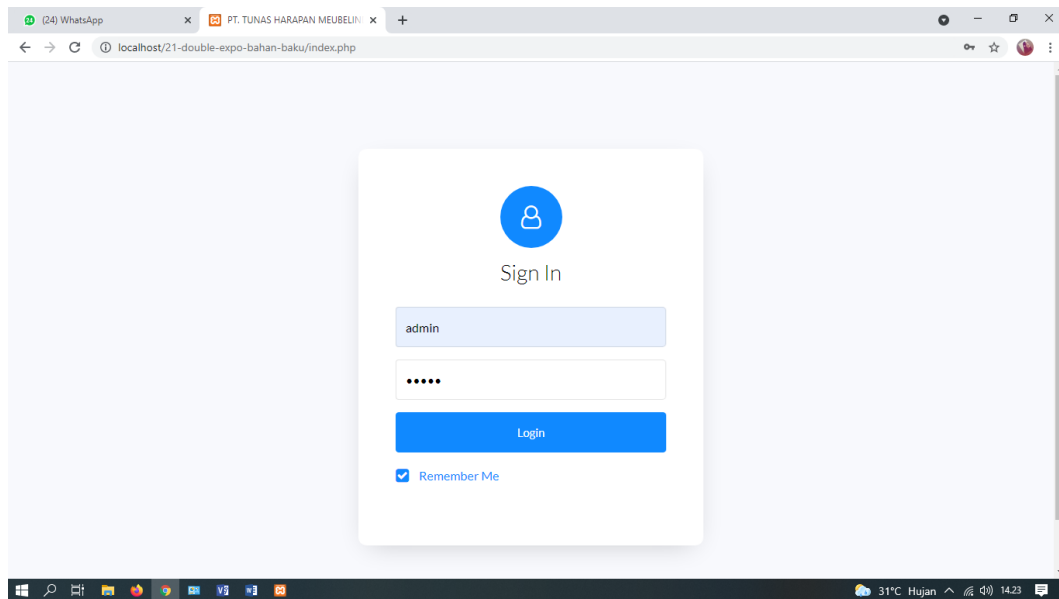 (24) WhatsApp
PT. TUNAS HARAPAN MEUBELIN
localhost/21-double-expo-bahan-baku/index.php
Sign In
admin
•••••
Login
Remember Me
31°C Hujan
14.23